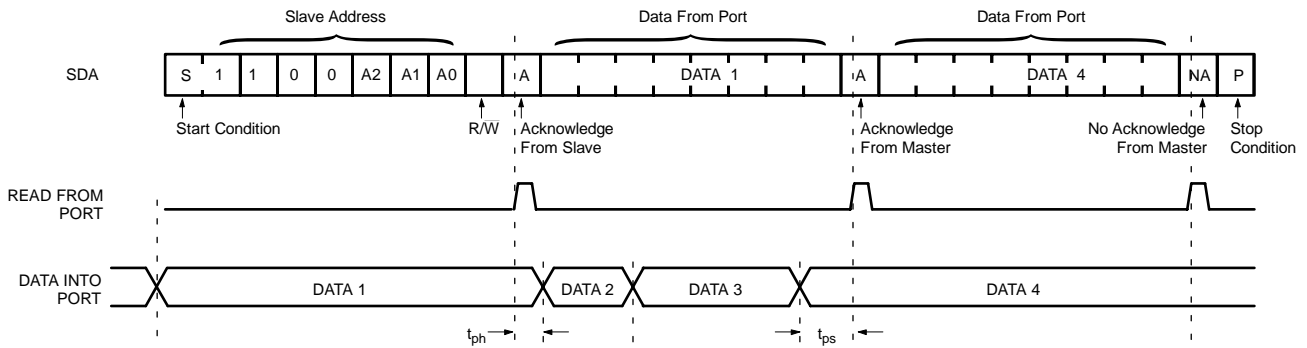 Slave Address Data From Port Data From Port
SDA S 1 1 0 0 A2 A1 A0 A DATA 1 A DATA 4 NA P
Start Condition R/W̅ Acknowledge From Slave Acknowledge From Master No Acknowledge From Master Stop Condition
READ FROM PORT
DATA INTO PORT DATA 1 DATA 2 DATA 3 DATA 4
tph tps